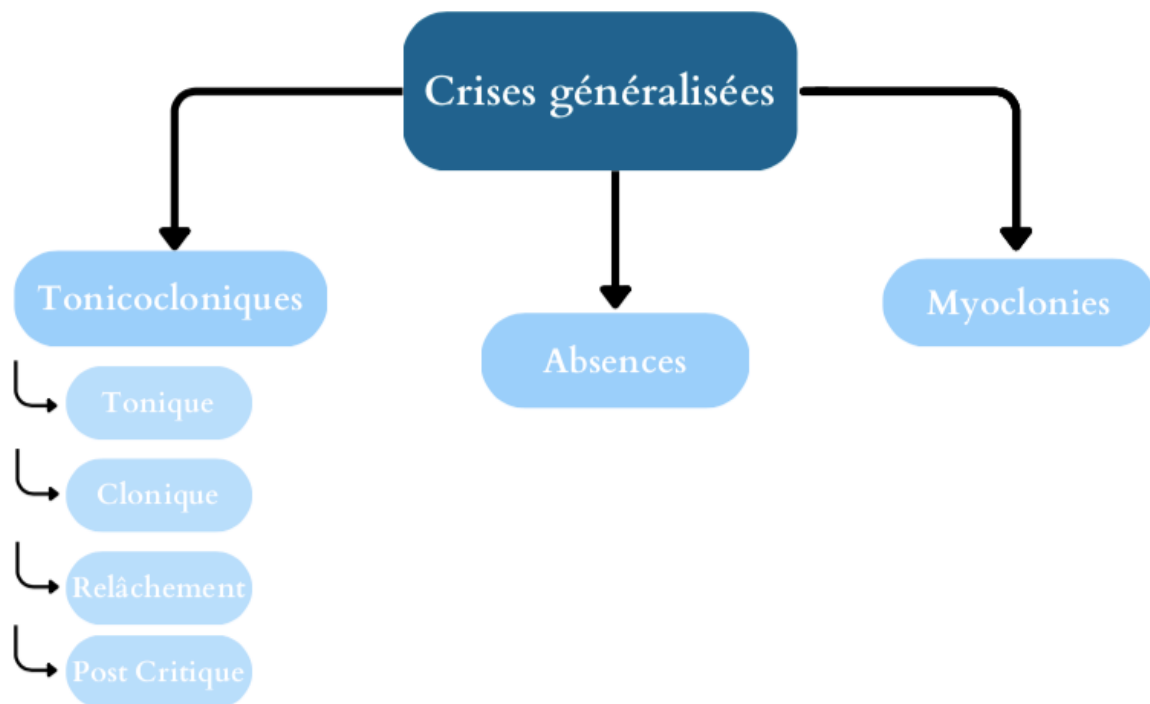 Crises généralisées
Tonicocloniques
Absences
Myoclonies
Tonique
Clonique
Relâchement
Post Critique